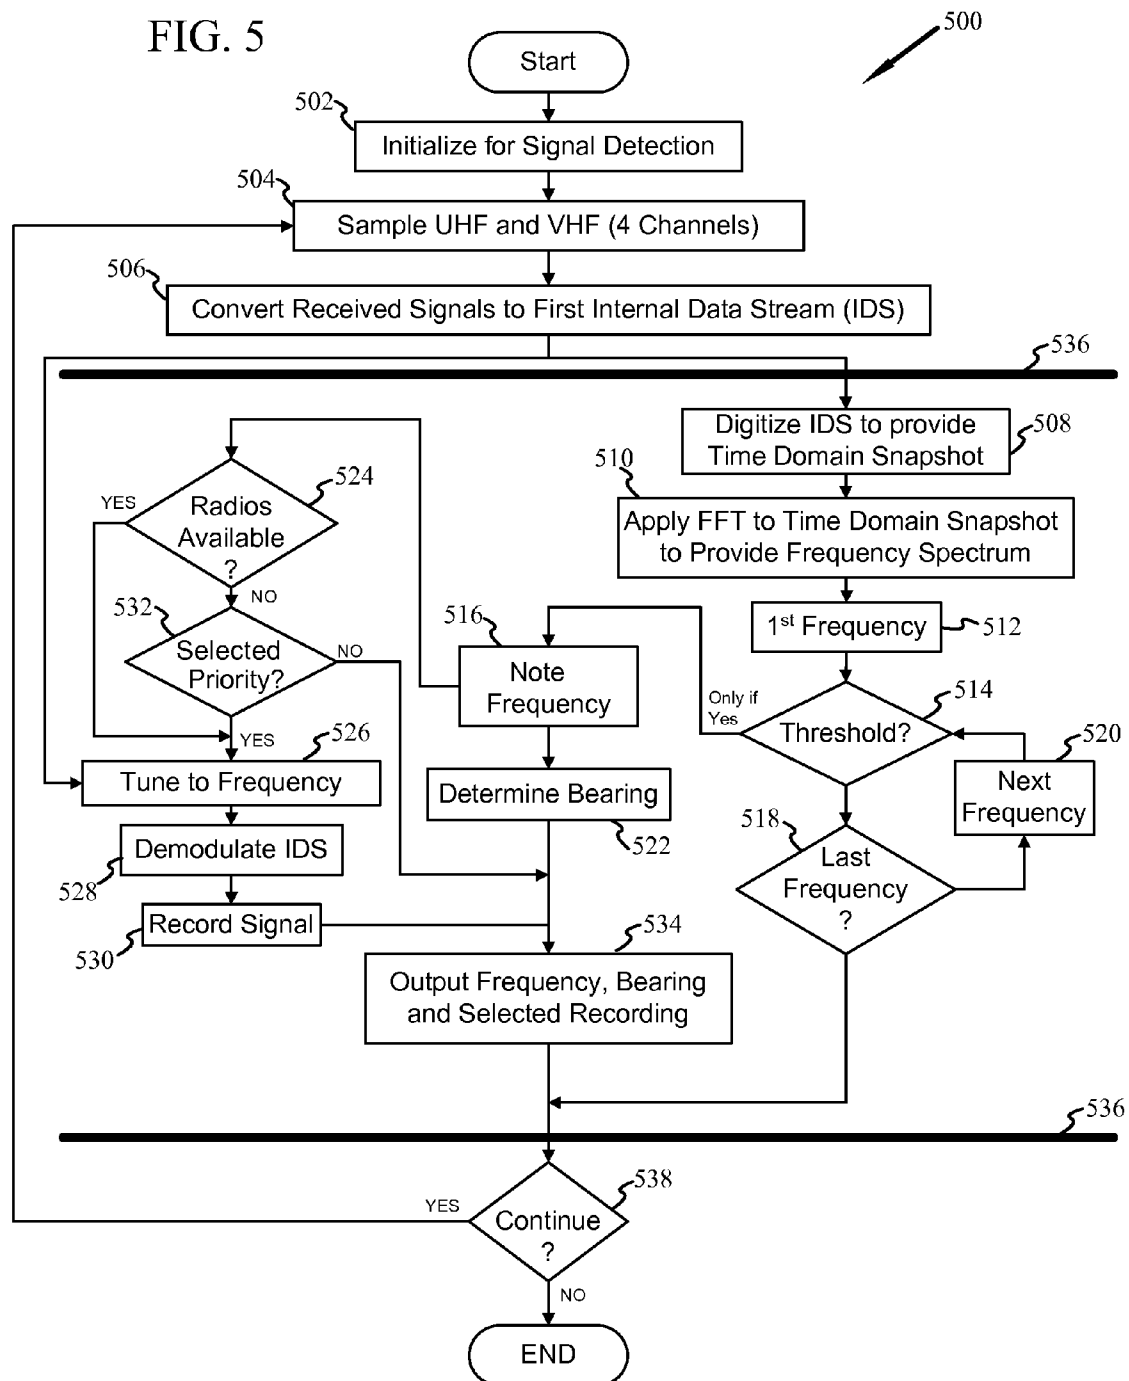 FIG. 5
500
Start
502
Initialize for Signal Detection
504
Sample UHF and VHF (4 Channels)
506
Convert Received Signals to First Internal Data Stream (IDS)
536
Digitize IDS to provide
Time Domain Snapshot
508
510
Apply FFT to Time Domain Snapshot
to Provide Frequency Spectrum
1st Frequency
512
524
YES
Radios
Available
?
NO
532
Selected
Priority?
NO
YES
516
Note
Frequency
Only if
Yes
514
Threshold?
520
Next
Frequency
526
Tune to Frequency
Determine Bearing
522
518
Last
Frequency
?
Demodulate IDS
528
Record Signal
530
534
Output Frequency, Bearing
and Selected Recording
536
538
YES
Continue
?
NO
END